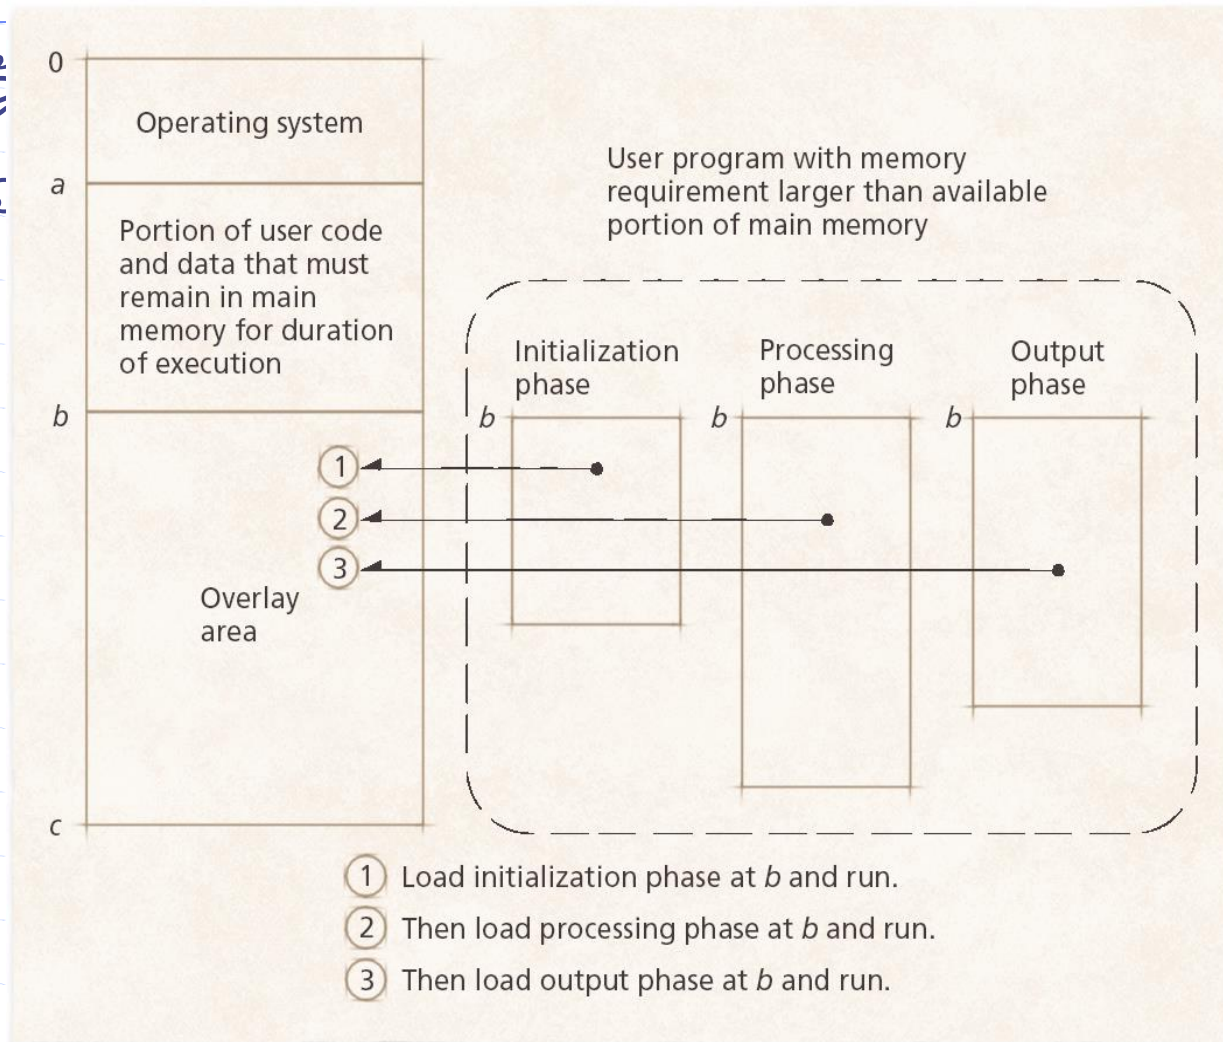 0
Operating system
a
Portion of user code
and data that must
remain in main
memory for duration
of execution
b
Overlay
area
c
User program with memory
requirement larger than available
portion of main memory
Initialization
phase
Processing
phase
Output
phase
b
b
b
1
2
3
1 Load initialization phase at b and run.
2 Then load processing phase at b and run.
3 Then load output phase at b and run.